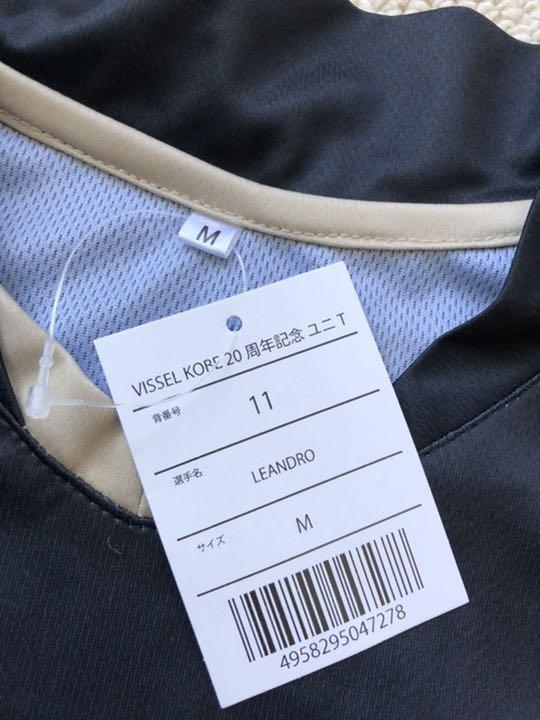 M
VISSEL KOBE 20 周年記念 ユニT
背番号 11
選手名 LEANDRO
サイズ M
4958295047278